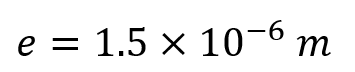 e = 1.5 × 10⁻⁶ m